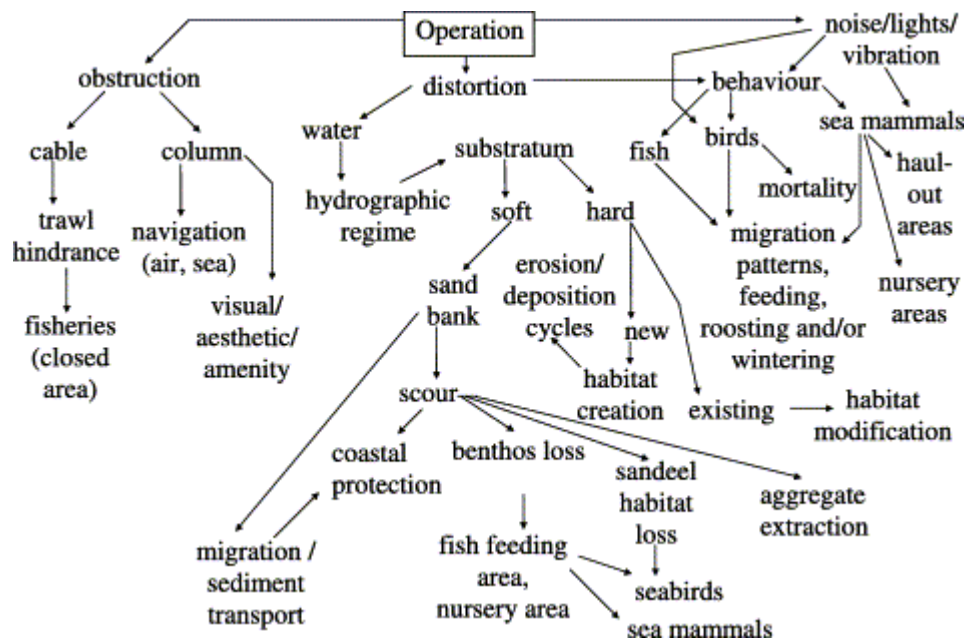 Operation
noise/lights/
vibration
obstruction
distortion
behaviour
water
substratum
fish
birds
sea mammals
cable
column
haul-
out
areas
mortality
hydrographic
regime
soft
hard
trawl
hindrance
navigation
(air, sea)
migration
patterns,
feeding,
roosting and/or
wintering
nursery
areas
sand
bank
erosion/
deposition
cycles
new
fisheries
(closed
area)
visual/
aesthetic/
amenity
scour
habitat
creation
existing
habitat
modification
coastal
protection
benthos loss
sandeel
habitat
loss
aggregate
extraction
migration /
sediment
transport
fish feeding
area,
nursery area
seabirds
sea mammals